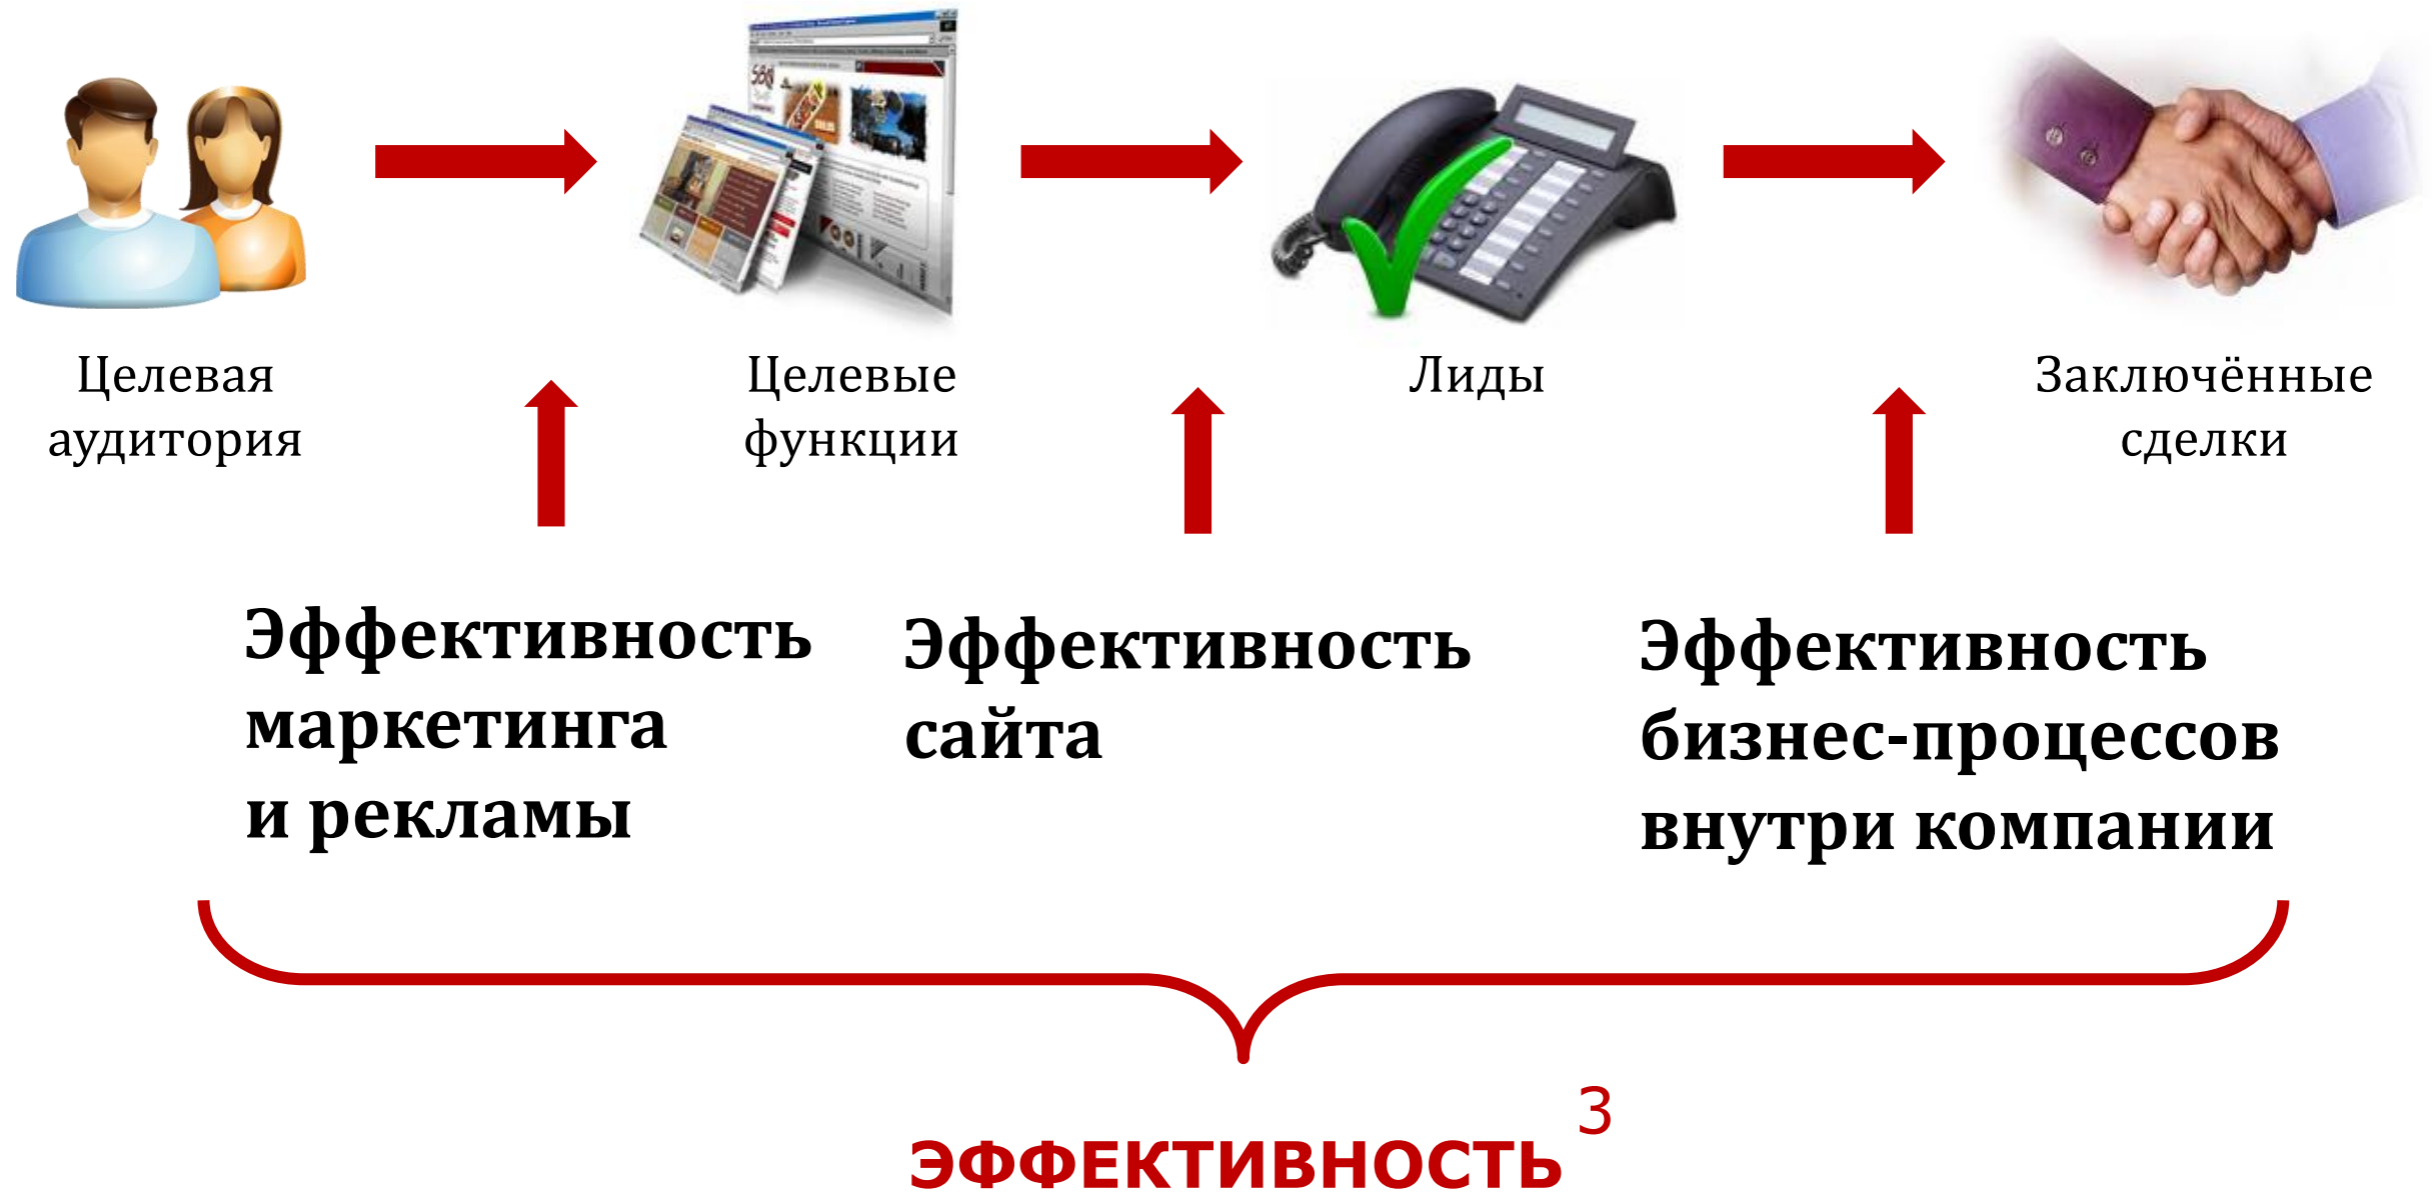 Целевая
аудитория
Целевые
функции
Лиды
Заключённые
сделки
Эффективность
маркетинга
и рекламы
Эффективность
сайта
Эффективность
бизнес-процессов
внутри компании
ЭФФЕКТИВНОСТЬ 3